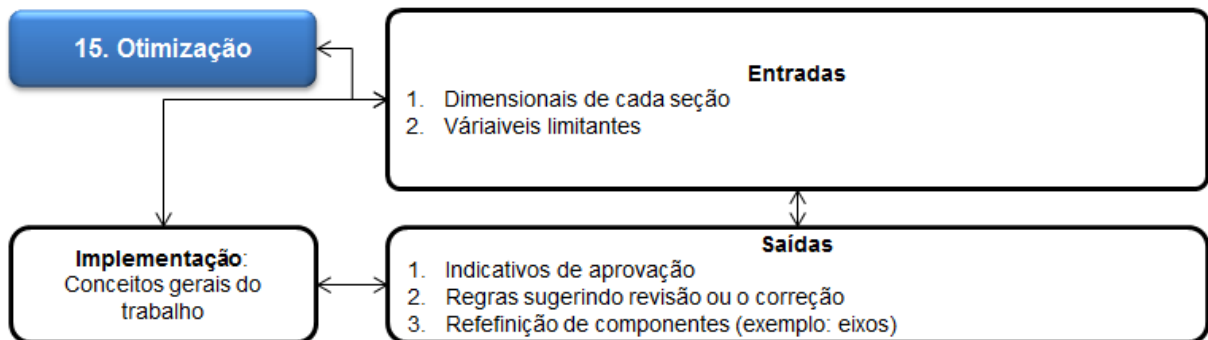 15. Otimização
Entradas
1. Dimensionais de cada seção
2. Váriaiveis limitantes
Implementação:
Conceitos gerais do
trabalho
Saídas
1. Indicativos de aprovação
2. Regras sugerindo revisão ou o correção
3. Refefinição de componentes (exemplo: eixos)